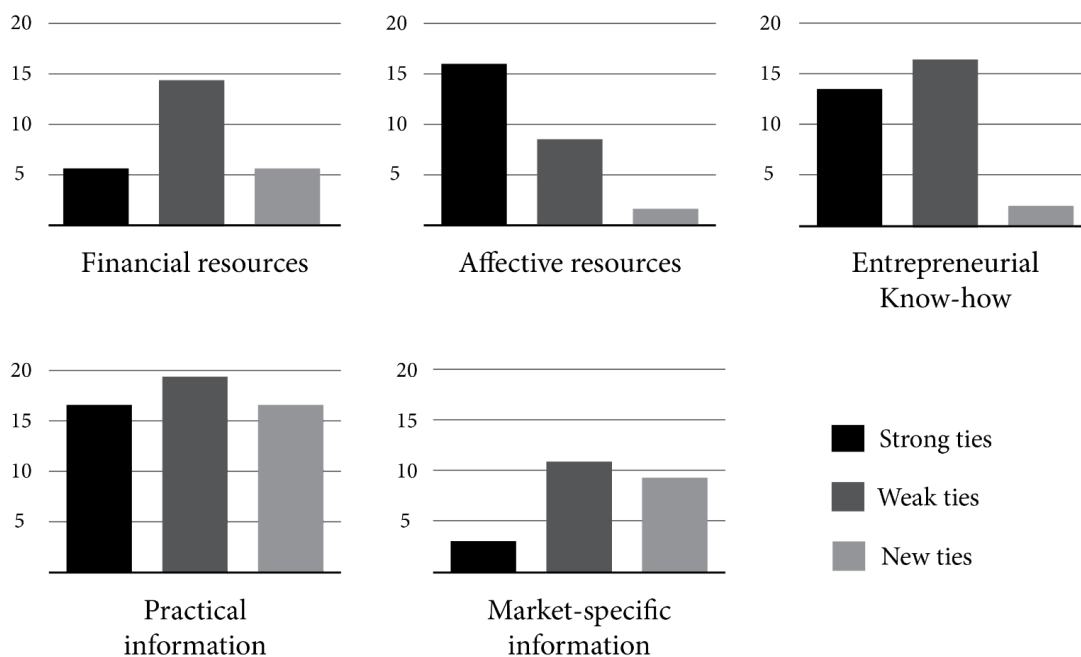 20
15
10
5
Financial resources
20
15
10
5
Affective resources
20
15
10
5
Entrepreneurial
Know-how
20
15
10
5
Practical
information
20
15
10
5
Market-specific
information
Strong ties
Weak ties
New ties